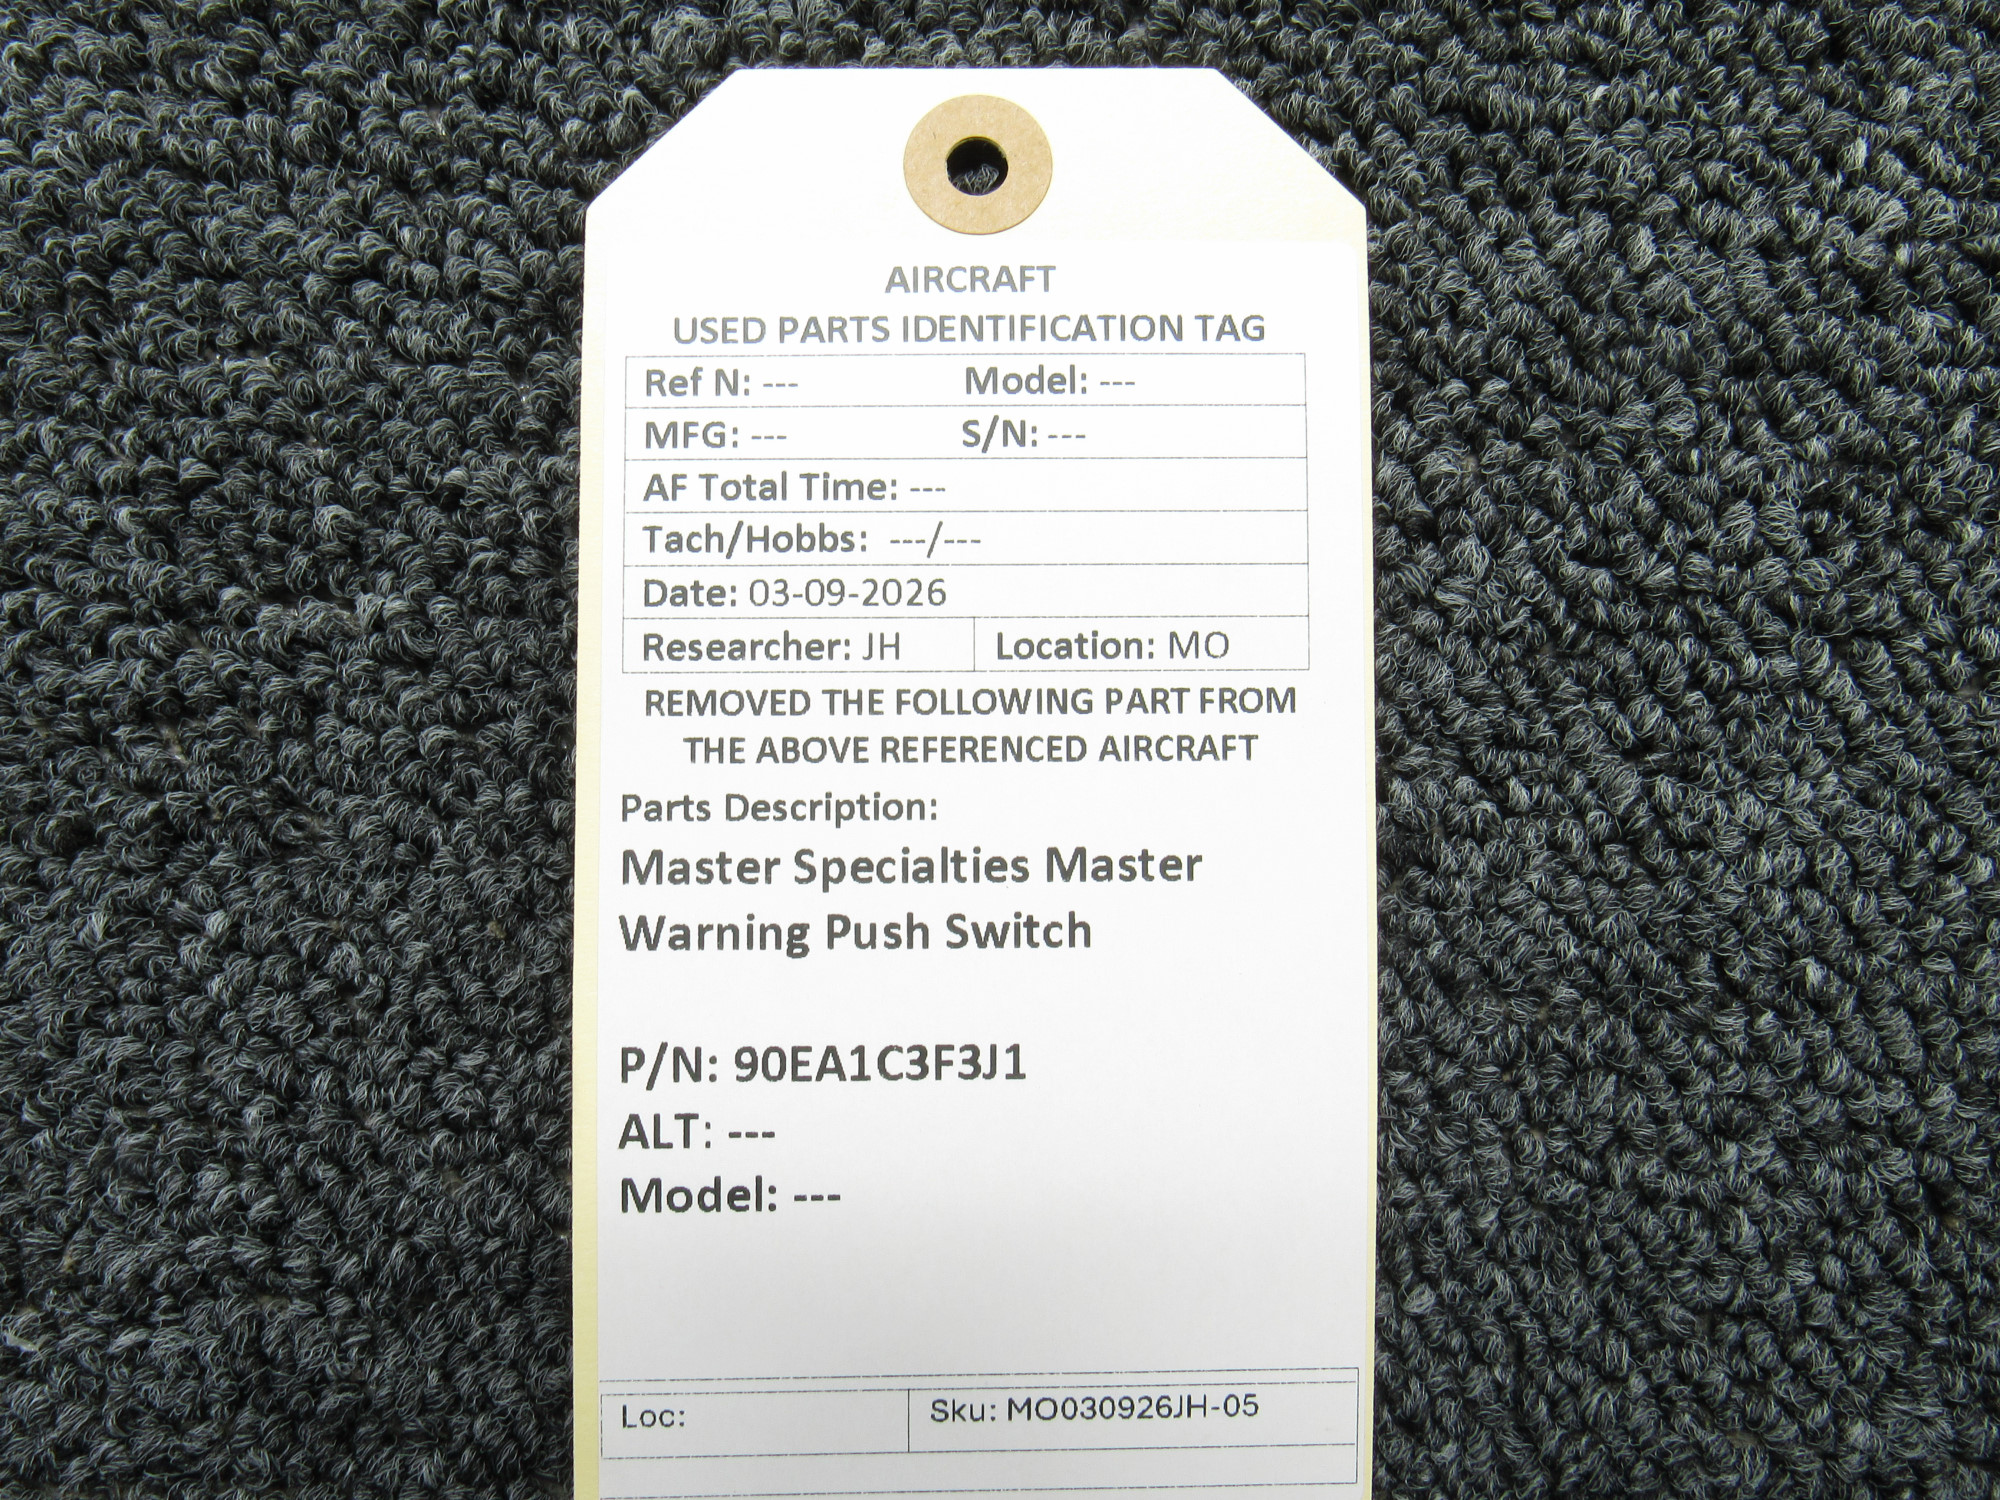 AIRCRAFT
USED PARTS IDENTIFICATION TAG
Ref N: --- Model: ---
MFG: --- S/N: ---
AF Total Time: ---
Tach/Hobbs: ---/---
Date: 03-09-2026
Researcher: JH Location: MO
REMOVED THE FOLLOWING PART FROM
THE ABOVE REFERENCED AIRCRAFT
Parts Description:
Master Specialties Master
Warning Push Switch
P/N: 90EA1C3F3J1
ALT: ---
Model: ---
Loc: Sku: MO030926JH-05